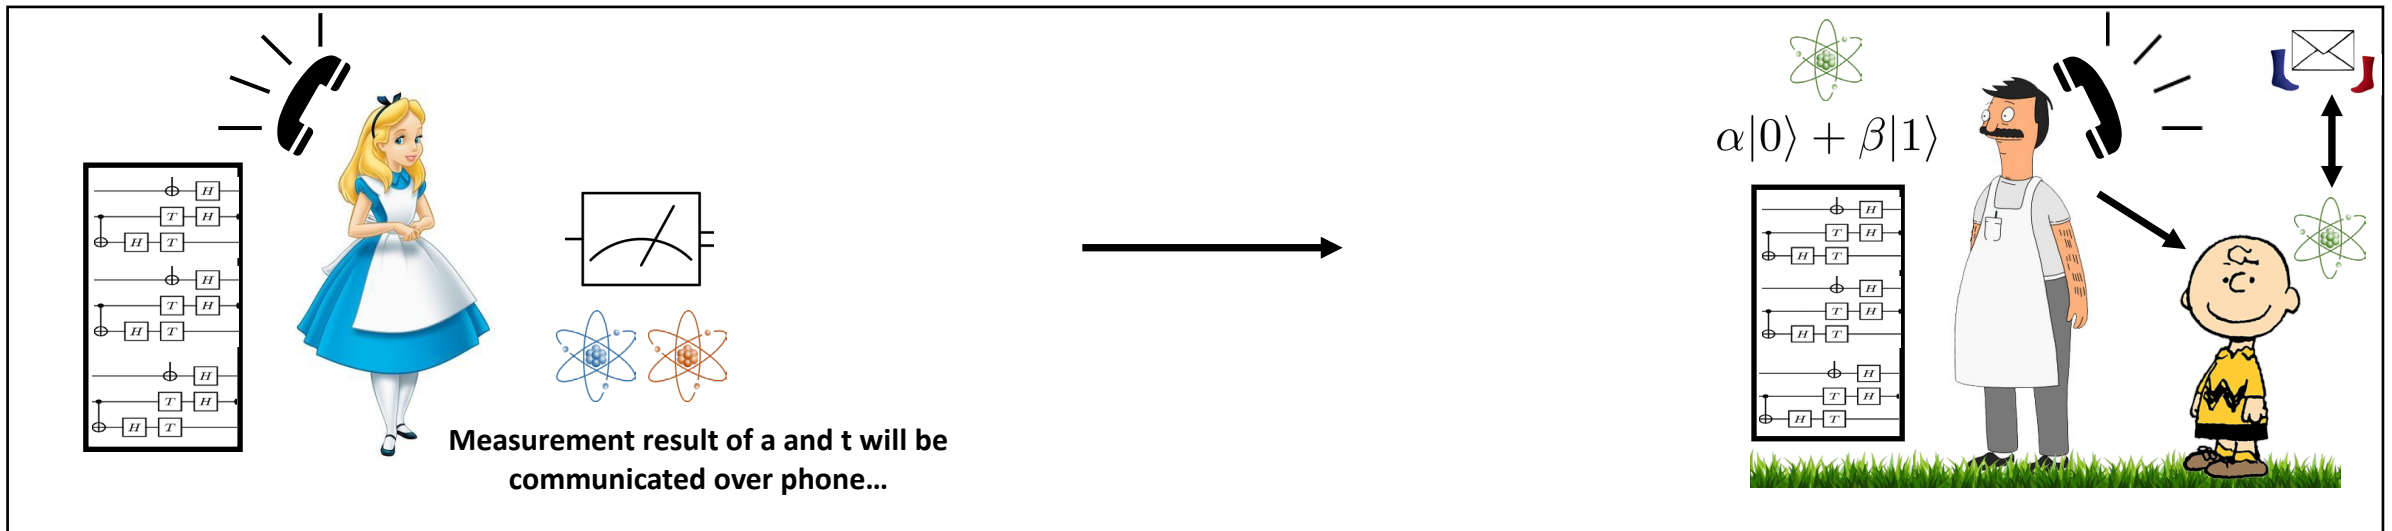 α|0⟩ + β|1⟩
H
T H
H T
H
T H
H T
H
T H
H T
H
T H
H T
H
T H
H T
H
T H
H T
Measurement result of a and t will be
communicated over phone...